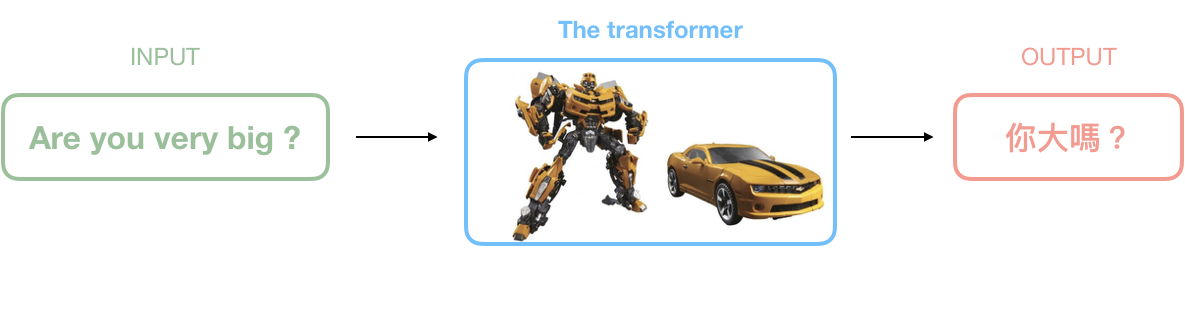 The transformer
INPUT
OUTPUT
Are you very big ?
你大嗎？